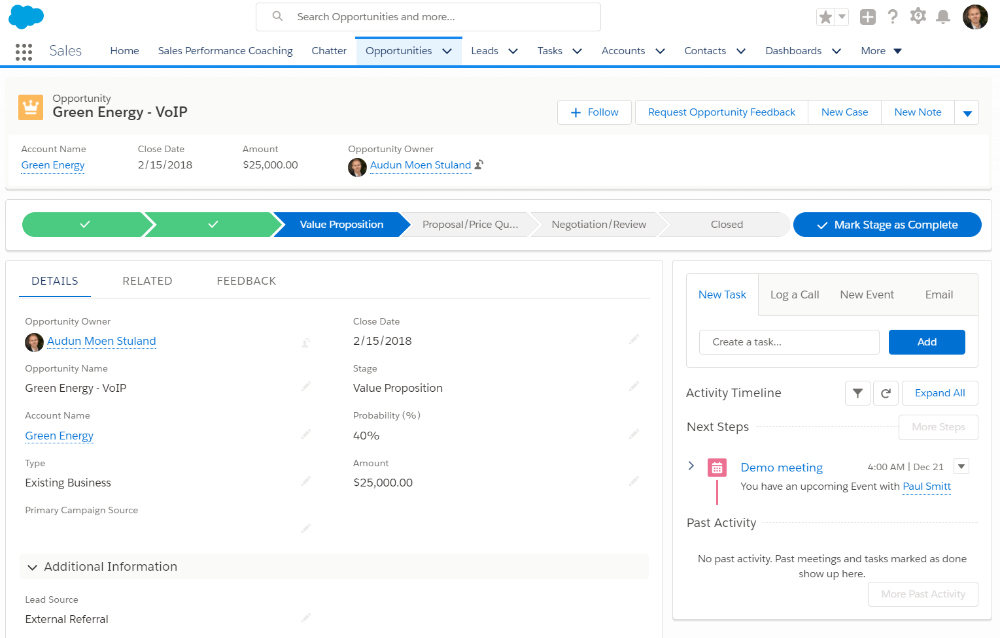 Search Opportunities and more...
Sales Home Sales Performance Coaching Chatter Opportunities Leads Tasks Accounts Contacts Dashboards More
Opportunity
Green Energy - VoIP
Follow Request Opportunity Feedback New Case New Note
Account Name Close Date Amount Opportunity Owner
Green Energy 2/15/2018 $25,000.00 Audun Moen Stuland
Value Proposition Proposal/Price Qu... Negotiation/Review Closed Mark Stage as Complete
DETAILS RELATED FEEDBACK
Opportunity Owner Close Date
Audun Moen Stuland 2/15/2018
Opportunity Name Stage
Green Energy - VoIP Value Proposition
Account Name Probability (%)
Green Energy 40%
Type Amount
Existing Business $25,000.00
Primary Campaign Source
Additional Information
Lead Source
External Referral
New Task Log a Call New Event Email
Create a task... Add
Activity Timeline Expand All
Next Steps More Steps
Demo meeting 4:00 AM | Dec 21
You have an upcoming Event with Paul Smitt
Past Activity
No past activity. Past meetings and tasks marked as done
show up here.
More Past Activity